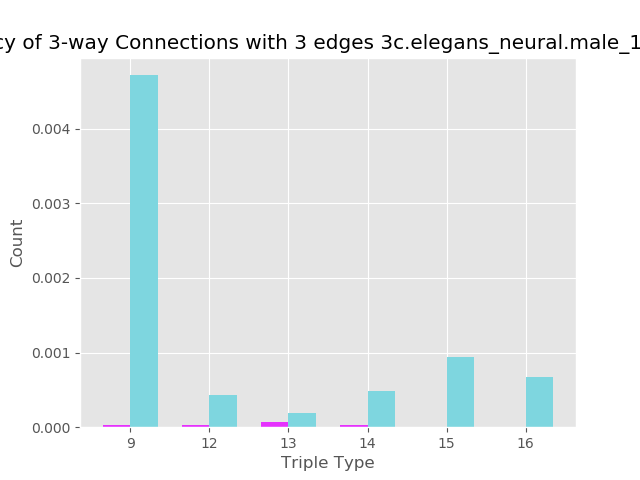 cy of 3-way Connections with 3 edges 3c.elegans_neural.male_1
0.004
0.003
0.002
0.001
0.000
Count
9 12 13 14 15 16
Triple Type